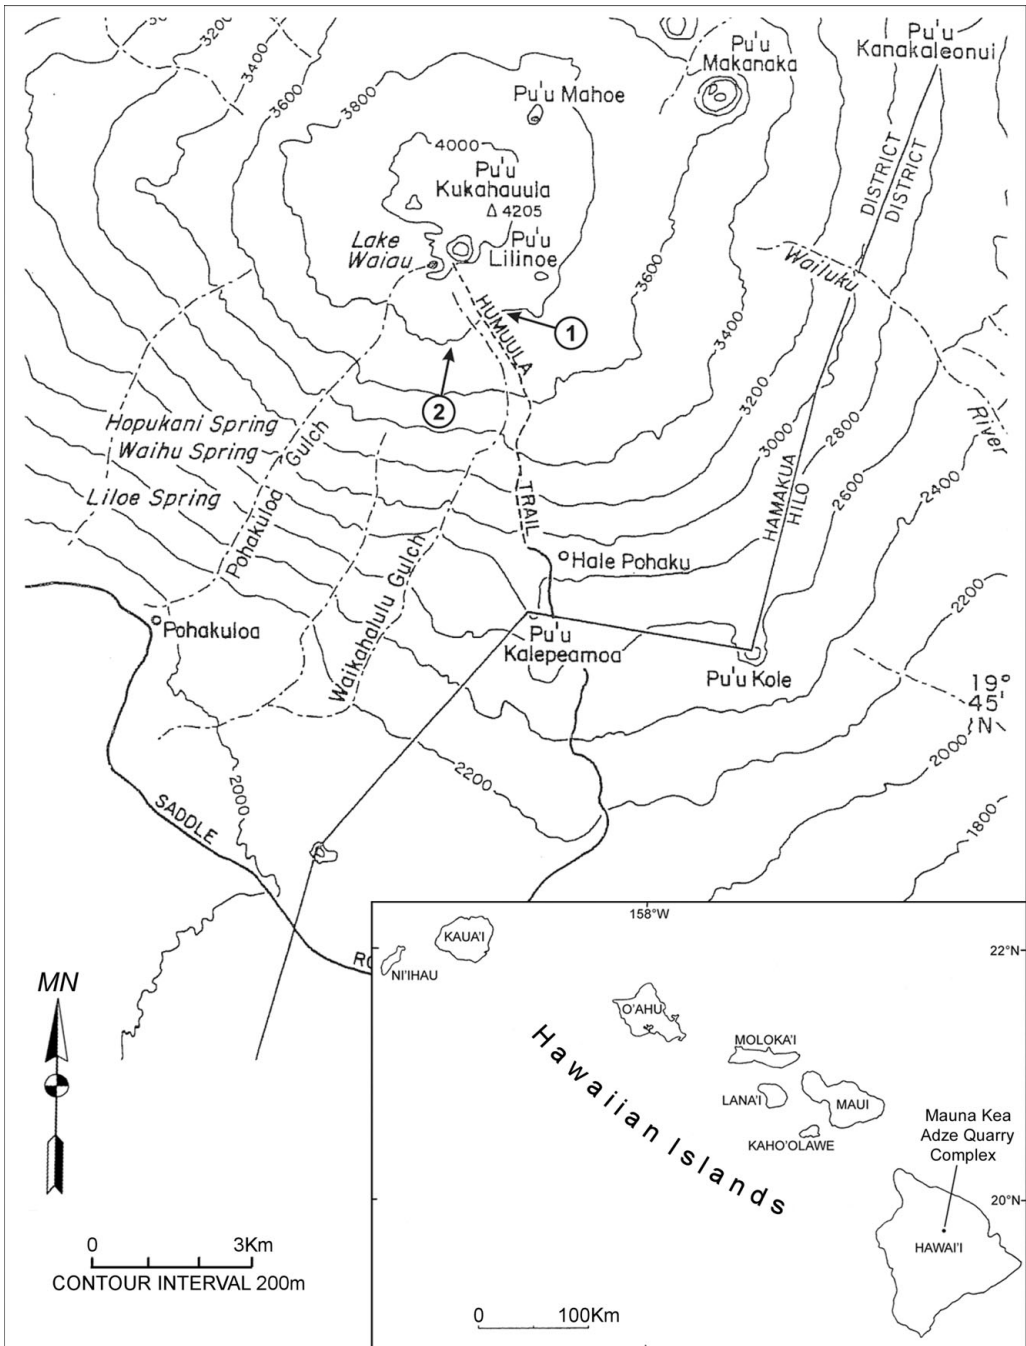 3200
3400
3600
3800
4000
Pu'u
Makanaka
Pu'u
Kanakaleonui
Pu'u Mahoe
Pu'u
Kukahauula
Δ 4205
Pu'u
Lilinoe
Lake
Waiau
DISTRICT
DISTRICT
Wailuku
River
HUMUULA
TRAIL
1
2
3600
3400
3200
3000
2800
2600
2400
2200
2000
1800
HAMAKUA
HILO
Hopukani Spring
Waihu Spring
Liloe Spring
Pohakuloa Gulch
Waikahalulu Gulch
Hale Pohaku
Pohakuloa
Pu'u
Kalepeamoa
Pu'u Kole
19°
45'
N
2200
2000
SADDLE
MN
0 3Km
CONTOUR INTERVAL 200m
158°W
22°N
20°N
KAUA'I
NI'IHAU
O'AHU
MOLOKA'I
LANA'I
MAUI
KAHO'OLAWE
Hawaiian Islands
Mauna Kea
Adze Quarry
Complex
HAWAI'I
0 100Km